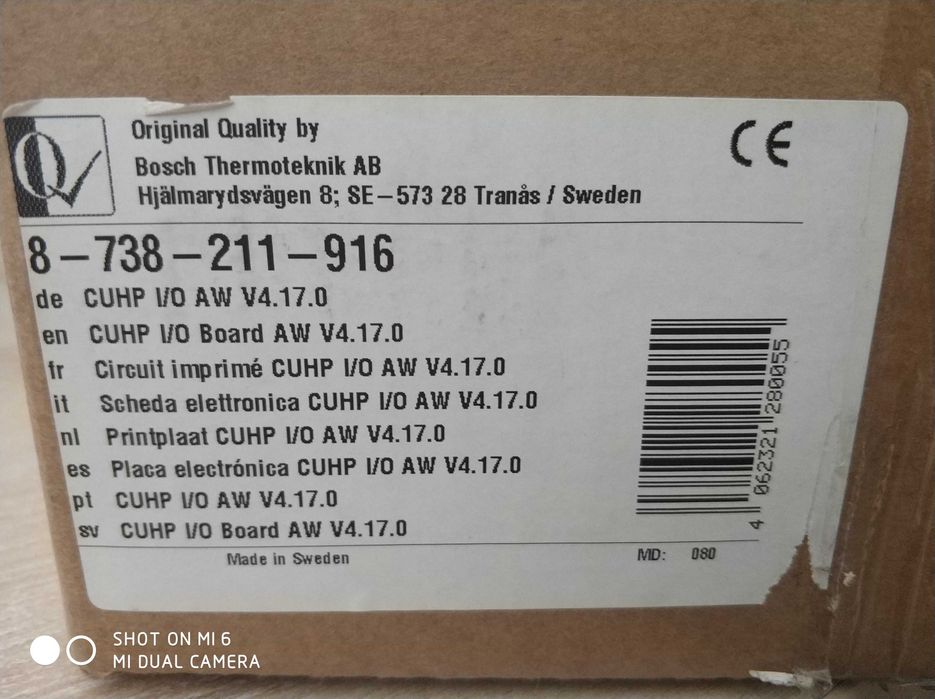 Original Quality by
Bosch Thermoteknik AB
Hjälmarydsvägen 8; SE–573 28 Tranås / Sweden
CE
8–738–211–916
de CUHP I/O AW V4.17.0
en CUHP I/O Board AW V4.17.0
fr Circuit imprimé CUHP I/O AW V4.17.0
it Scheda elettronica CUHP I/O AW V4.17.0
nl Printplaat CUHP I/O AW V4.17.0
es Placa electrónica CUHP I/O AW V4.17.0
pt CUHP I/O AW V4.17.0
sv CUHP I/O Board AW V4.17.0
4 062321 280055
Made in Sweden
MD: 080
SHOT ON MI 6
MI DUAL CAMERA